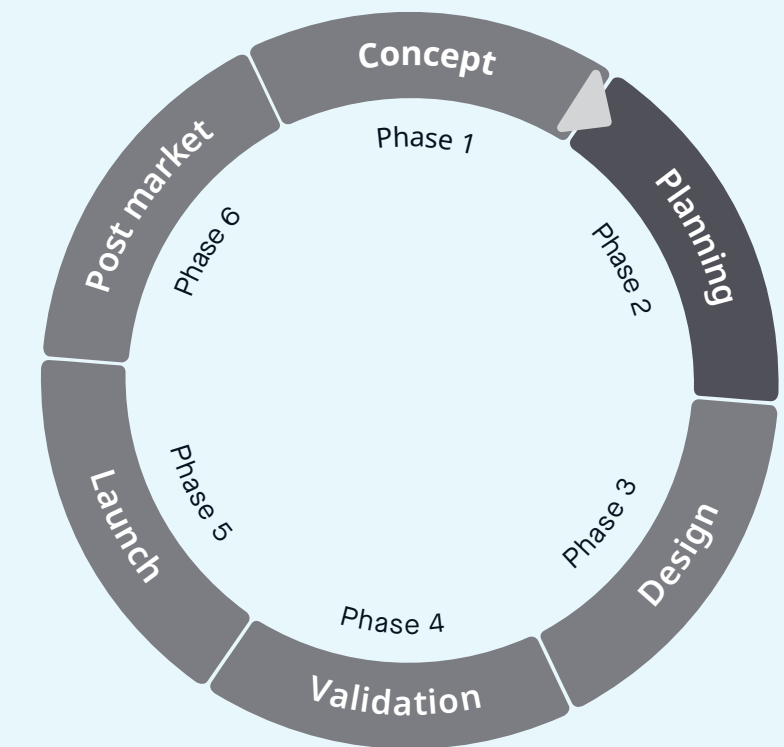 Concept
Phase 1
Planning
Phase 2
Design
Phase 3
Validation
Phase 4
Launch
Phase 5
Post market
Phase 6